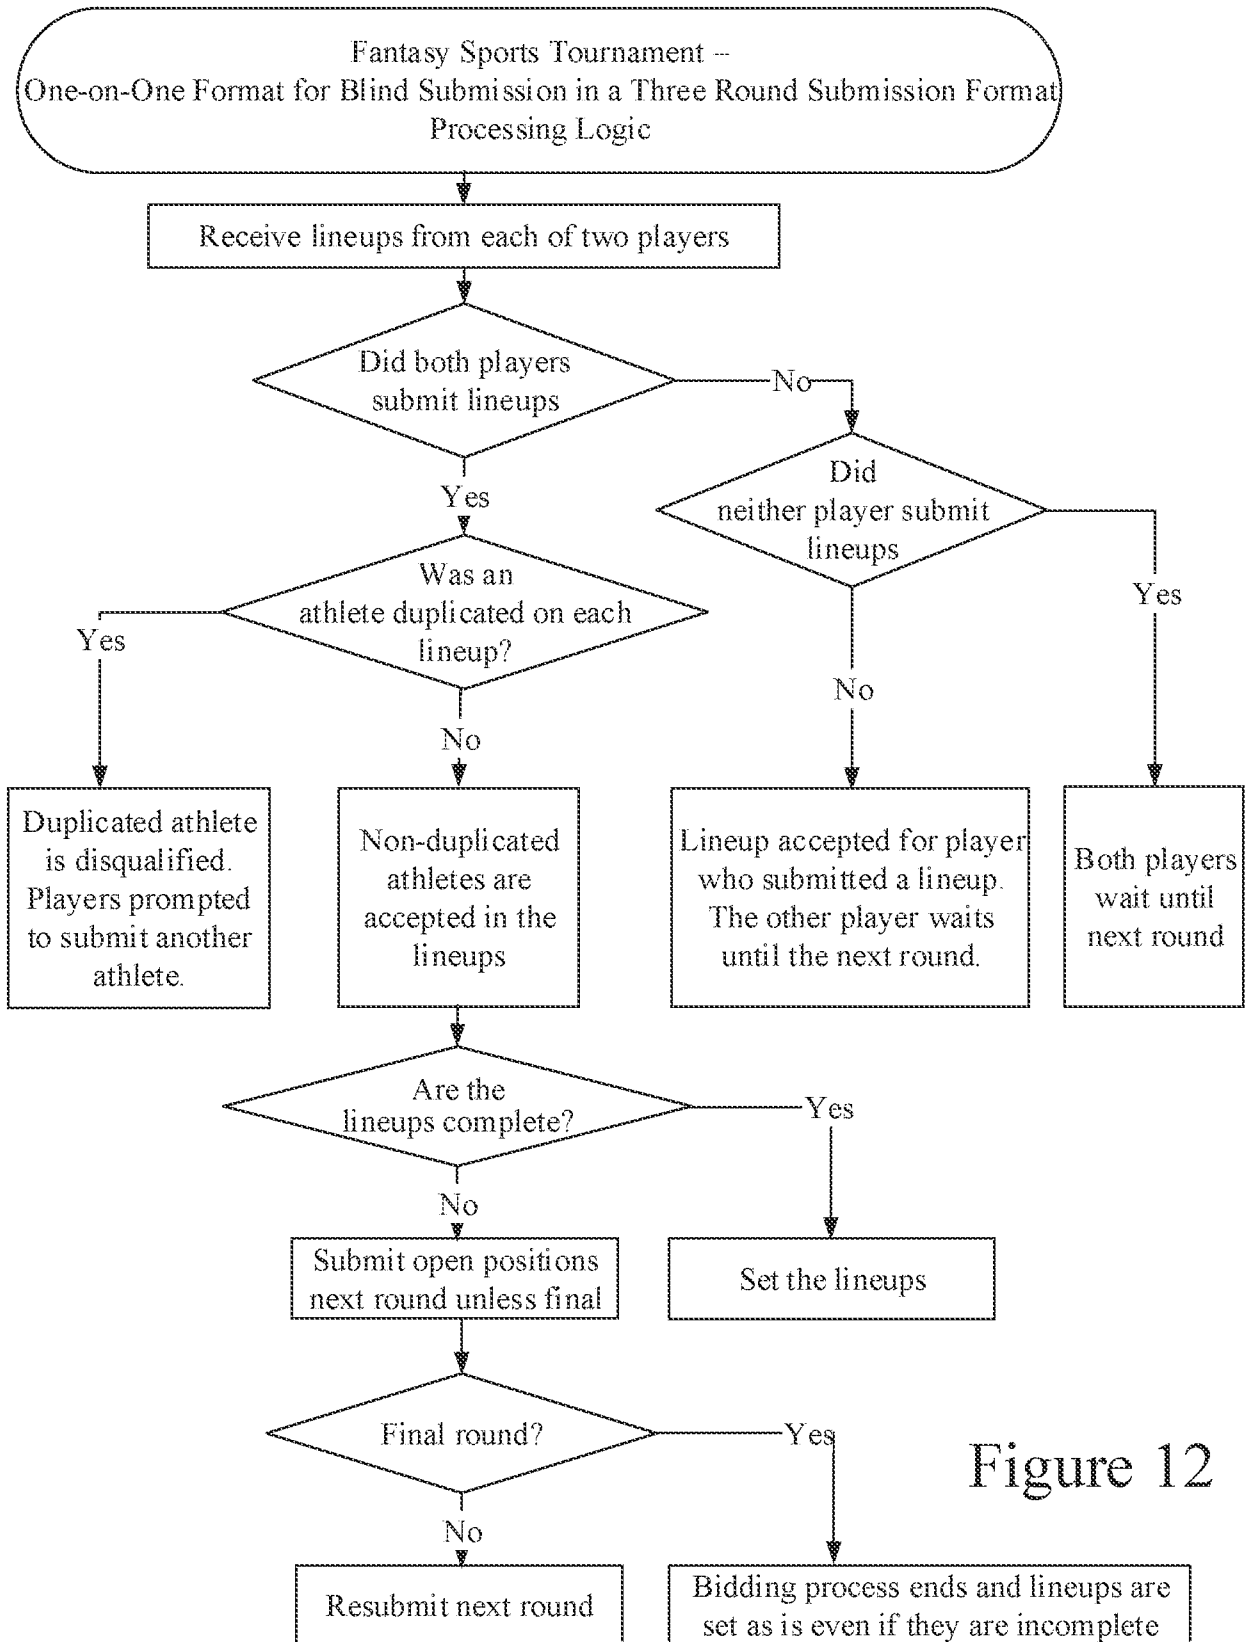 Fantasy Sports Tournament –
One-on-One Format for Blind Submission in a Three Round Submission Format
Processing Logic
Receive lineups from each of two players
Did both players
submit lineups
No
Did
neither player submit
lineups
Yes
Yes
Was an
athlete duplicated on each
lineup?
Yes
No
No
Duplicated athlete
is disqualified.
Players prompted
to submit another
athlete.
Non-duplicated
athletes are
accepted in the
lineups
Lineup accepted for player
who submitted a lineup.
The other player waits
until the next round.
Both players
wait until
next round
Are the
lineups complete?
Yes
No
Submit open positions
next round unless final
Set the lineups
Final round?
Yes
Figure 12
No
Resubmit next round
Bidding process ends and lineups are
set as is even if they are incomplete